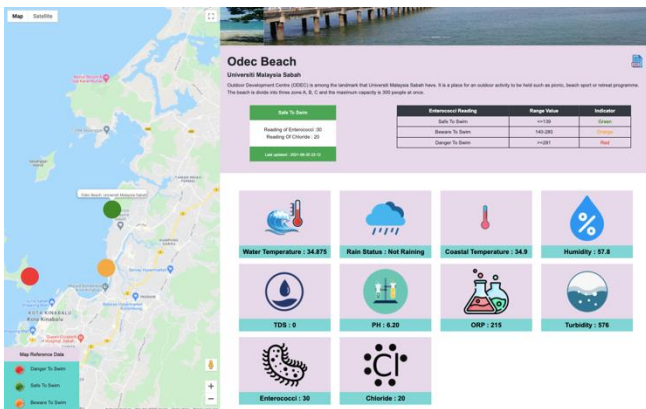 Map Satellite
Odec Beach, Universiti Malaysia Sabah
KOTA KINABALU
Kota Kinabalu
Map Reference Data
Danger To Swim
Safe To Swim
Beware To Swim
Odec Beach
Universiti Malaysia Sabah
Outdoor Development Centre (ODEC) is among the landmark that Universiti Malaysia Sabah have. It is a place for an outdoor activity to be held such as picnic, beach sport or retreat programme.
The beach is divide into three zone A, B, C and the maximum capacity is 300 people at once.
Safe To Swim
Reading of Enterococci :30
Reading Of Chloride : 20
Enterococci Reading Range Value Indicator
Safe To Swim <=139 Green
Beware To Swim 140-280 Orange
Danger To Swim >=281 Red
Water Temperature : 34.875
Rain Status : Not Raining
Coastal Temperature : 34.9
Humidity : 57.8
TDS : 0
PH : 6.20
ORP : 215
Turbidity : 576
Cl
Enterococci : 30
Chloride : 20